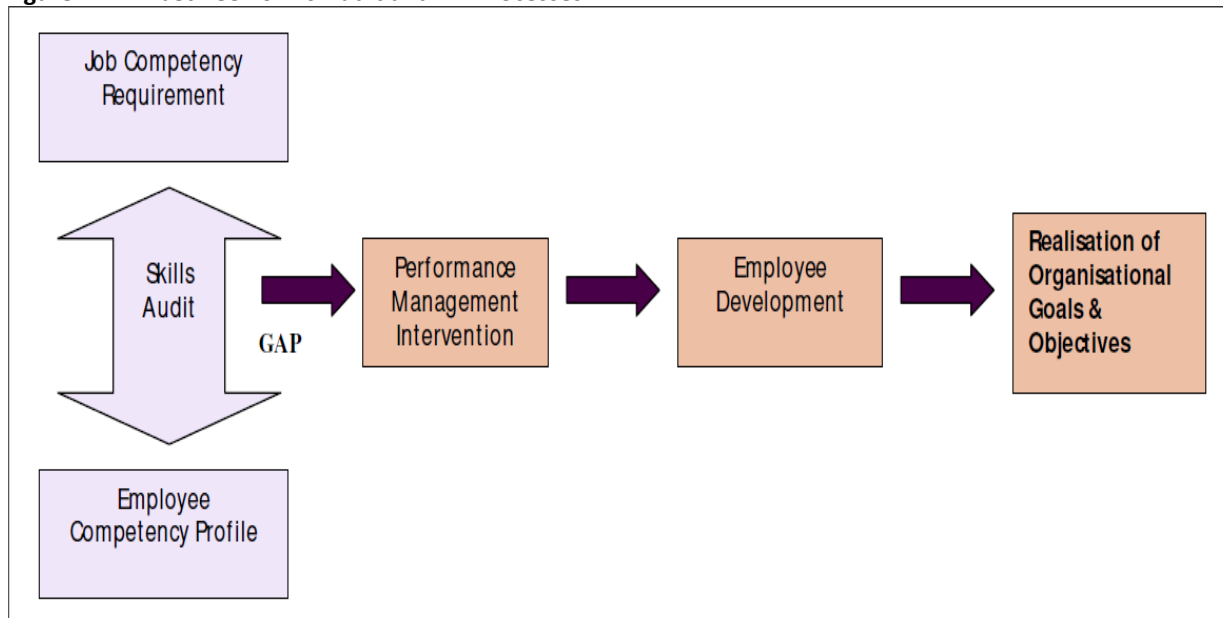 Job Competency
Requirement
Skills
Audit
GAP
Employee
Competency Profile
Performance
Management
Intervention
Employee
Development
Realisation of
Organisational
Goals &
Objectives